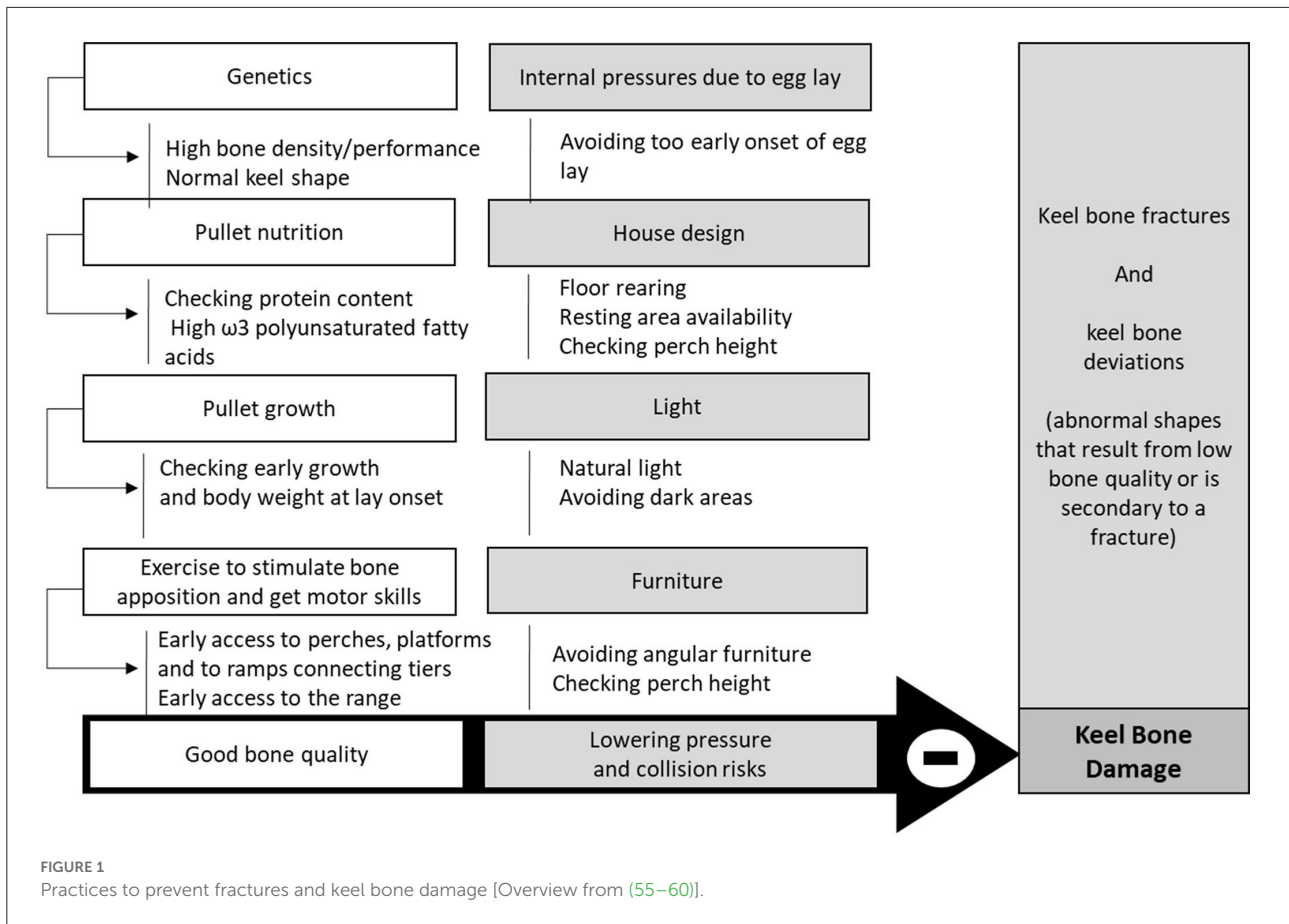 Genetics
High bone density/performance
Normal keel shape
Pullet nutrition
Checking protein content
High ω3 polyunsaturated fatty
acids
Pullet growth
Checking early growth
and body weight at lay onset
Exercise to stimulate bone
apposition and get motor skills
Early access to perches, platforms
and to ramps connecting tiers
Early access to the range
Good bone quality
Internal pressures due to egg lay
Avoiding too early onset of egg
lay
House design
Floor rearing
Resting area availability
Checking perch height
Light
Natural light
Avoiding dark areas
Furniture
Avoiding angular furniture
Checking perch height
Lowering pressure
and collision risks
Keel bone fractures
And
keel bone
deviations
(abnormal shapes
that result from low
bone quality or is
secondary to a
fracture)
Keel Bone
Damage
FIGURE 1
Practices to prevent fractures and keel bone damage [Overview from (55–60)].